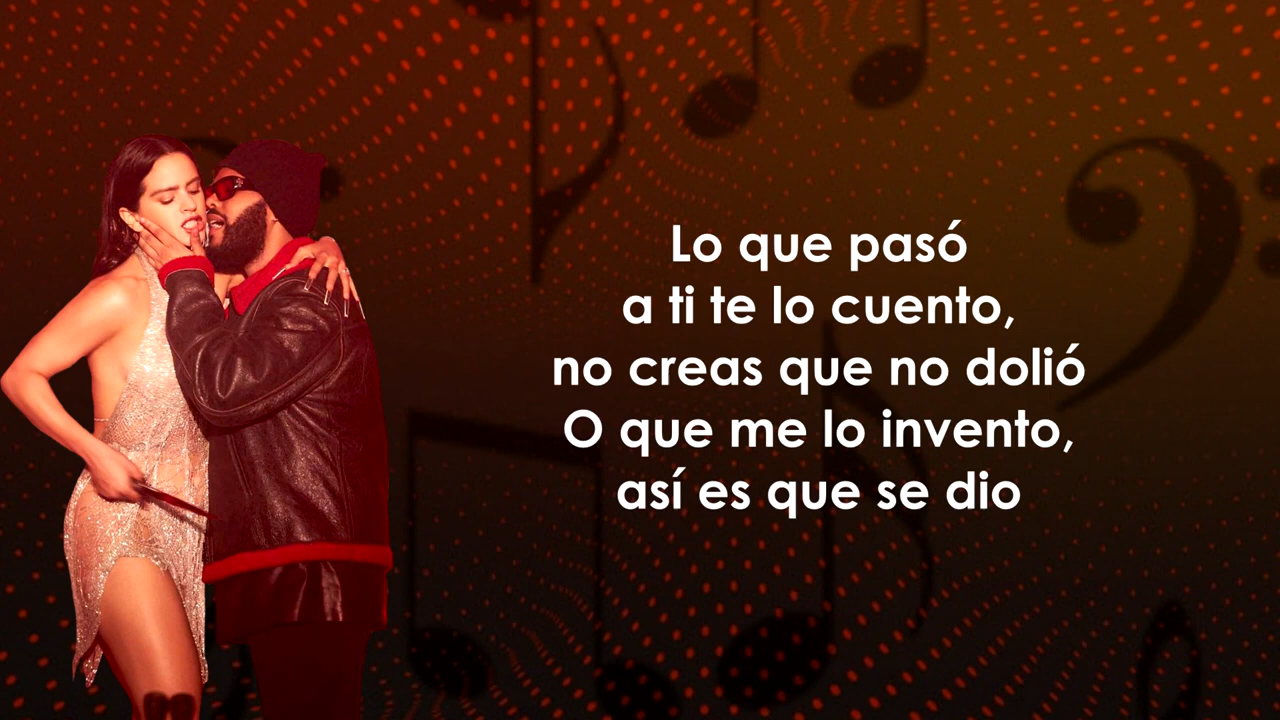 Lo que pasó
a ti te lo cuento,
no creas que no dolió
O que me lo invento,
así es que se dio